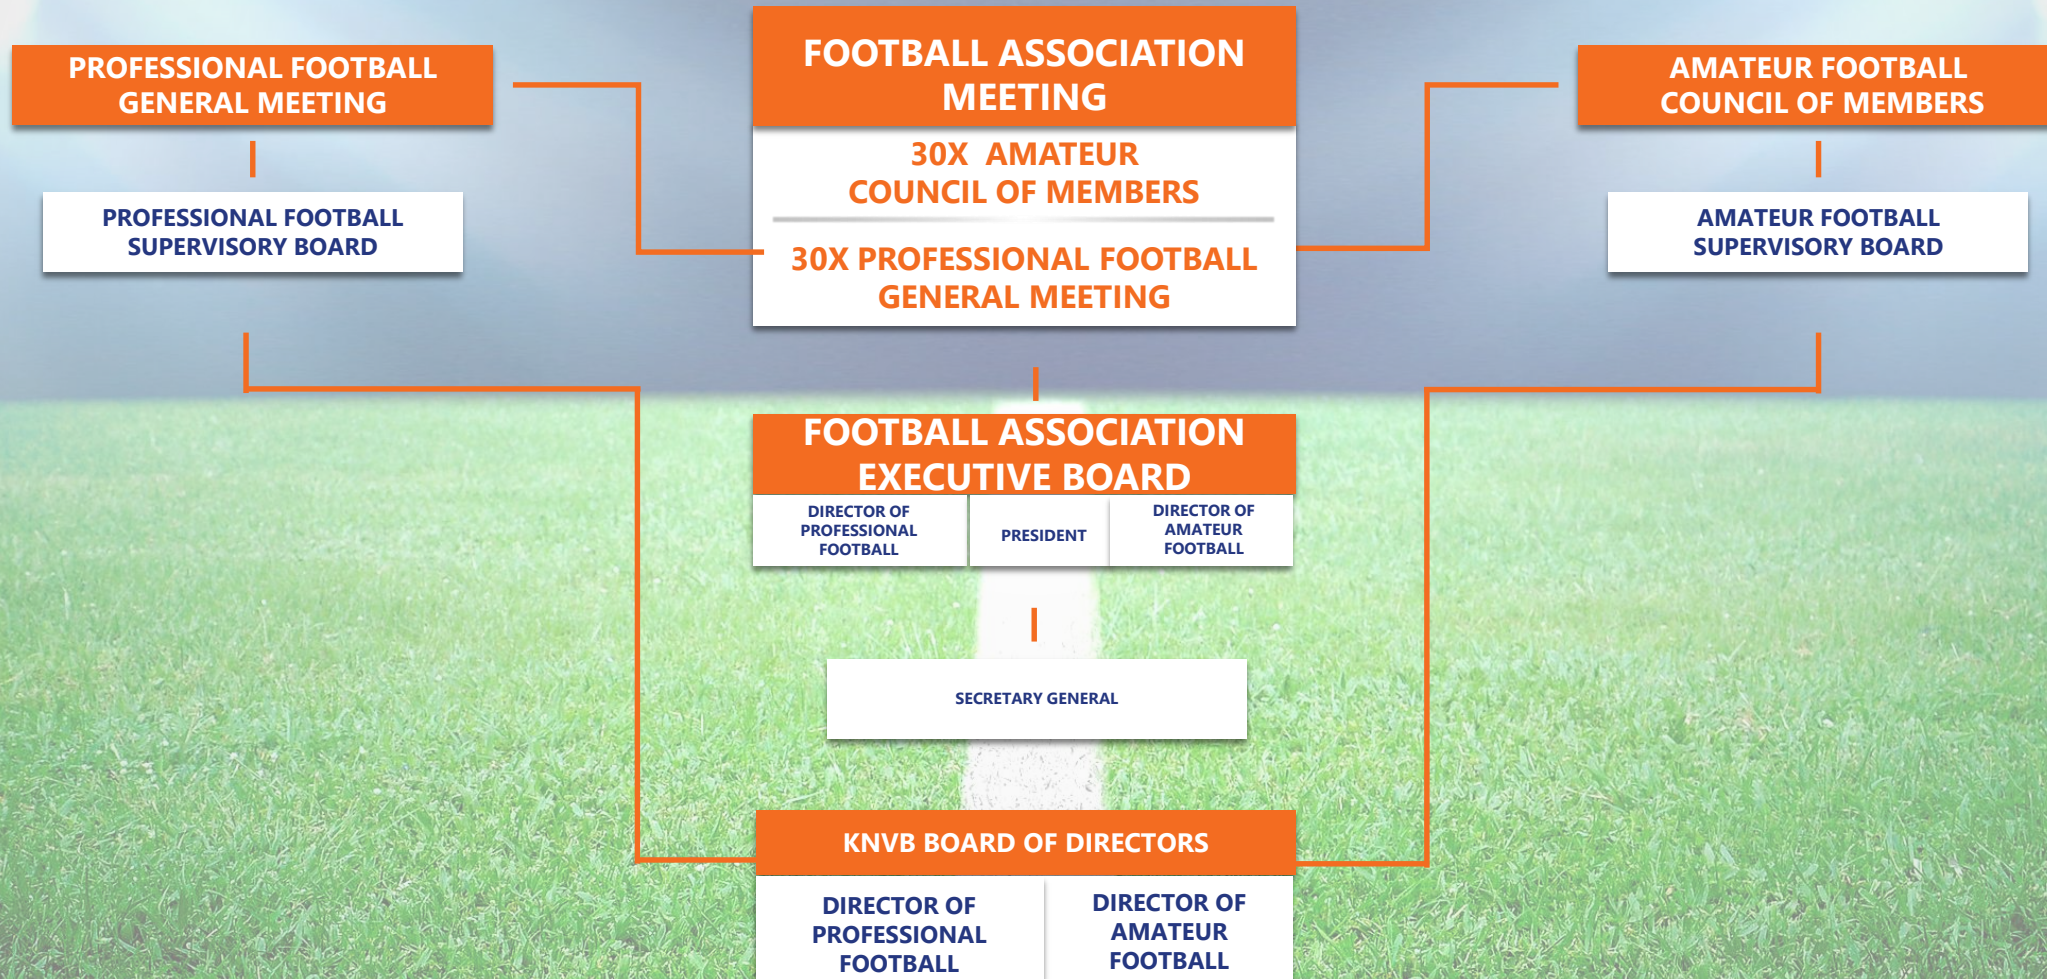 PROFESSIONAL FOOTBALL
GENERAL MEETING
PROFESSIONAL FOOTBALL
SUPERVISORY BOARD
FOOTBALL ASSOCIATION
MEETING
30X AMATEUR
COUNCIL OF MEMBERS
30X PROFESSIONAL FOOTBALL
GENERAL MEETING
AMATEUR FOOTBALL
COUNCIL OF MEMBERS
AMATEUR FOOTBALL
SUPERVISORY BOARD
FOOTBALL ASSOCIATION
EXECUTIVE BOARD
DIRECTOR OF
PROFESSIONAL
FOOTBALL
PRESIDENT
DIRECTOR OF
AMATEUR
FOOTBALL
SECRETARY GENERAL
KNVB BOARD OF DIRECTORS
DIRECTOR OF
PROFESSIONAL
FOOTBALL
DIRECTOR OF
AMATEUR
FOOTBALL